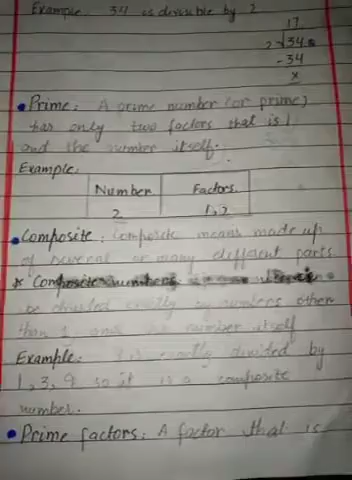 Example 34 is divisible by 2
17
2√34
-34
x
• Prime: A prime number (or prime)
has only two factors that is 1
and the number itself.
Example:
Number Factors
2 1,2
• Composite: Composite means made up
of several or many different parts
* Composite numbers
be divided exactly by numbers other
than 1 and number itself
Example: is exactly divided by
1, 3, 9 so it is a composite
number.
• Prime factors: A factor that is